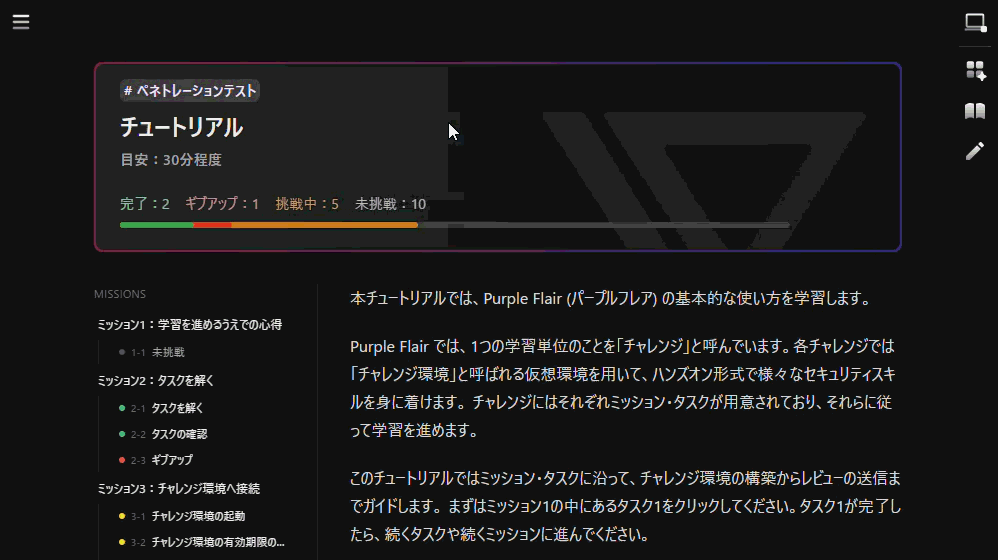 # ペネトレーションテスト
チュートリアル
目安：30分程度
完了：2 ギブアップ：1 挑戦中：5 未挑戦：10
MISSIONS
ミッション1：学習を進めるうえでの心得
1-1 未挑戦
ミッション2：タスクを解く
2-1 タスクを解く
2-2 タスクの確認
2-3 ギブアップ
ミッション3：チャレンジ環境へ接続
3-1 チャレンジ環境の起動
3-2 チャレンジ環境の有効期限の...
本チュートリアルでは、Purple Flair (パープルフレア) の基本的な使い方を学習します。
Purple Flair では、1つの学習単位のことを「チャレンジ」と呼んでいます。各チャレンジでは
「チャレンジ環境」と呼ばれる仮想環境を用いて、ハンズオン形式で様々なセキュリティスキ
ルを身に着けます。チャレンジにはそれぞれミッション・タスクが用意されており、それらに従
って学習を進めます。
このチュートリアルではミッション・タスクに沿って、チャレンジ環境の構築からレビューの送信ま
でガイドします。まずはミッション1の中にあるタスク1をクリックしてください。タスク1が完了し
たら、続くタスクや続くミッションに進んでください。